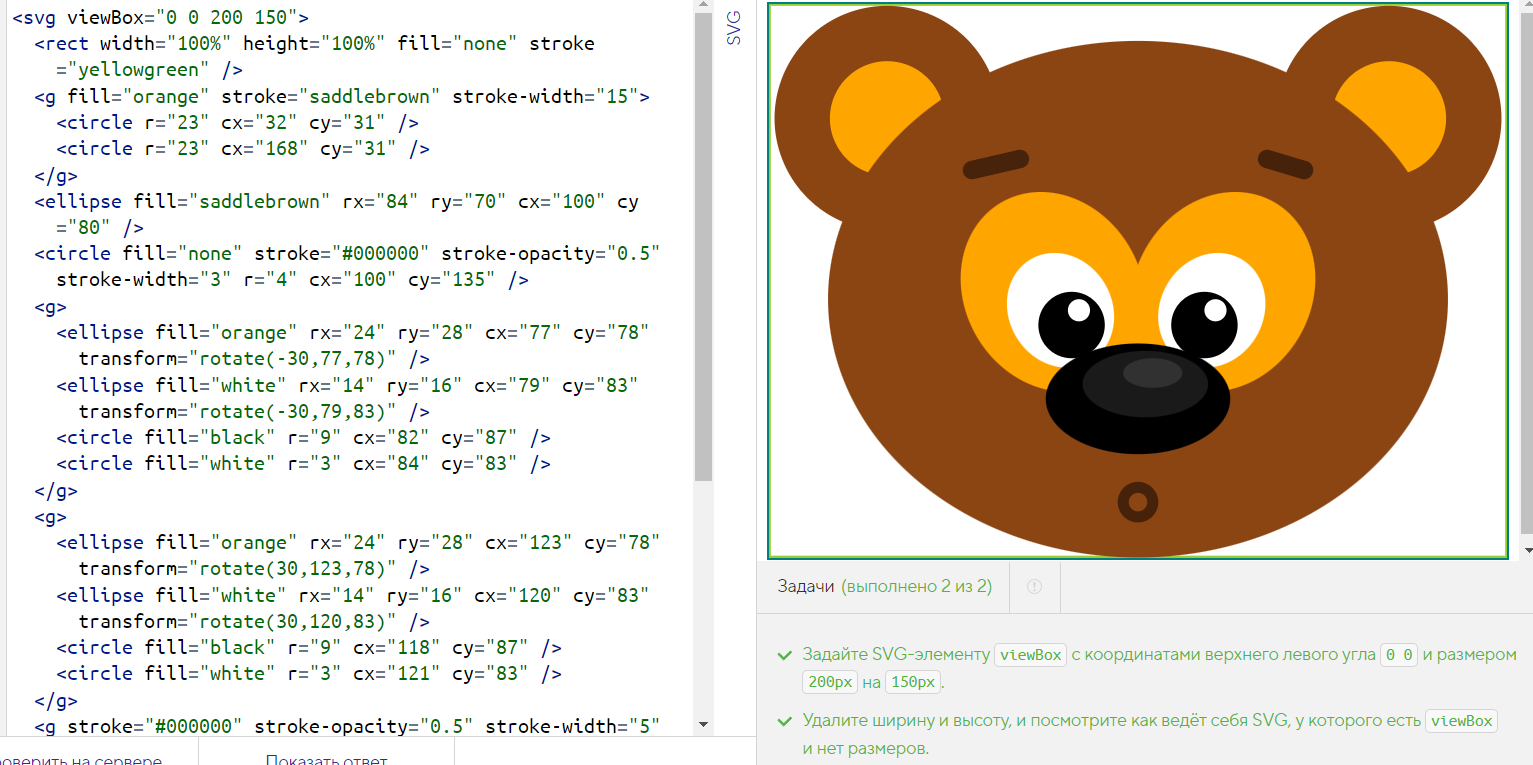 <svg viewBox="0 0 200 150">
<rect width="100%" height="100%" fill="none" stroke
="yellowgreen" />
<g fill="orange" stroke="saddlebrown" stroke-width="15">
<circle r="23" cx="32" cy="31" />
<circle r="23" cx="168" cy="31" />
</g>
<ellipse fill="saddlebrown" rx="84" ry="70" cx="100" cy
="80" />
<circle fill="none" stroke="#000000" stroke-opacity="0.5"
stroke-width="3" r="4" cx="100" cy="135" />
<g>
<ellipse fill="orange" rx="24" ry="28" cx="77" cy="78"
transform="rotate(-30,77,78)" />
<ellipse fill="white" rx="14" ry="16" cx="79" cy="83"
transform="rotate(-30,79,83)" />
<circle fill="black" r="9" cx="82" cy="87" />
<circle fill="white" r="3" cx="84" cy="83" />
</g>
<g>
<ellipse fill="orange" rx="24" ry="28" cx="123" cy="78"
transform="rotate(30,123,78)" />
<ellipse fill="white" rx="14" ry="16" cx="120" cy="83"
transform="rotate(30,120,83)" />
<circle fill="black" r="9" cx="118" cy="87" />
<circle fill="white" r="3" cx="121" cy="83" />
</g>
<g stroke="#000000" stroke-opacity="0.5" stroke-width="5"
оверить на сервере
Показать ответ
SVG
Задачи (выполнено 2 из 2)
Задайте SVG-элементу viewBox с координатами верхнего левого угла 0 0 и размером
200px на 150px.
Удалите ширину и высоту, и посмотрите как ведёт себя SVG, у которого есть viewBox
и нет размеров.